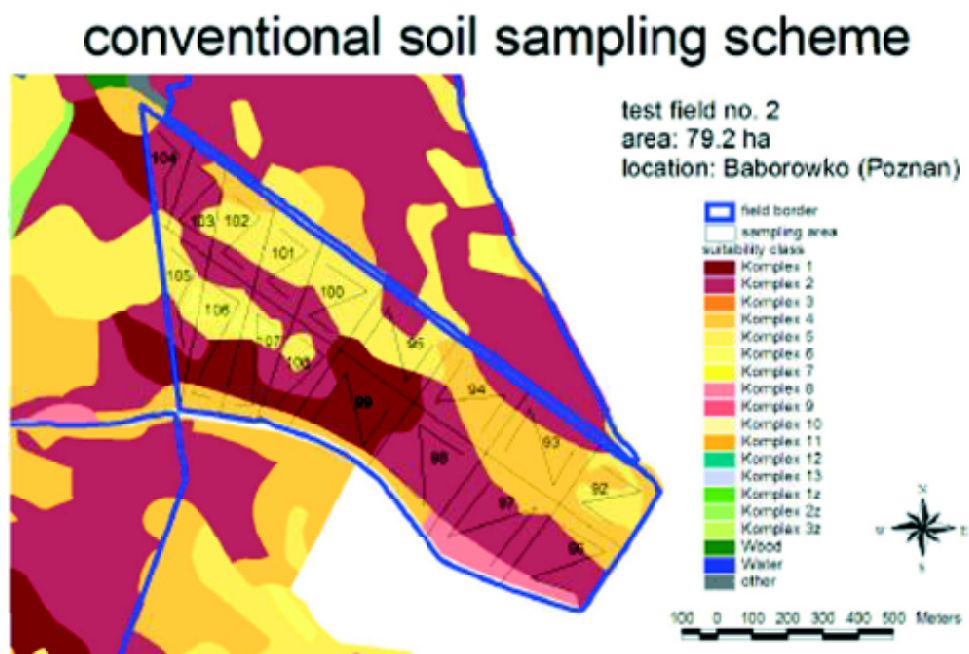 conventional soil sampling scheme
test field no. 2
area: 79.2 ha
location: Baborowko (Poznan)
field border
sampling area
suitability class
Komplex 1
Komplex 2
Komplex 3
Komplex 4
Komplex 5
Komplex 6
Komplex 7
Komplex 8
Komplex 9
Komplex 10
Komplex 11
Komplex 12
Komplex 13
Komplex 1z
Komplex 2z
Komplex 3z
Wood
Water
other
104
103
102
101
105
100
106
107
108
95
94
99
93
98
92
97
96
N
W
E
S
100 0 100 200 300 400 500 Meters